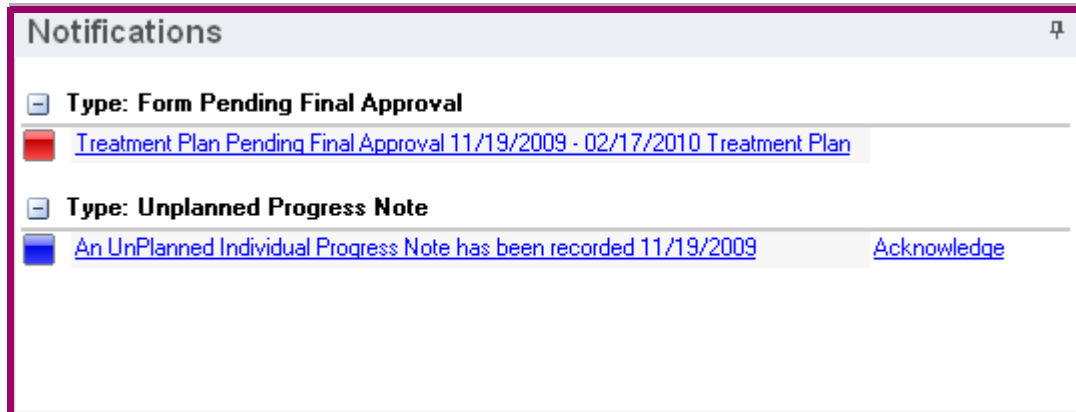 Notifications
Type: Form Pending Final Approval
Treatment Plan Pending Final Approval 11/19/2009 - 02/17/2010 Treatment Plan
Type: Unplanned Progress Note
An UnPlanned Individual Progress Note has been recorded 11/19/2009 Acknowledge